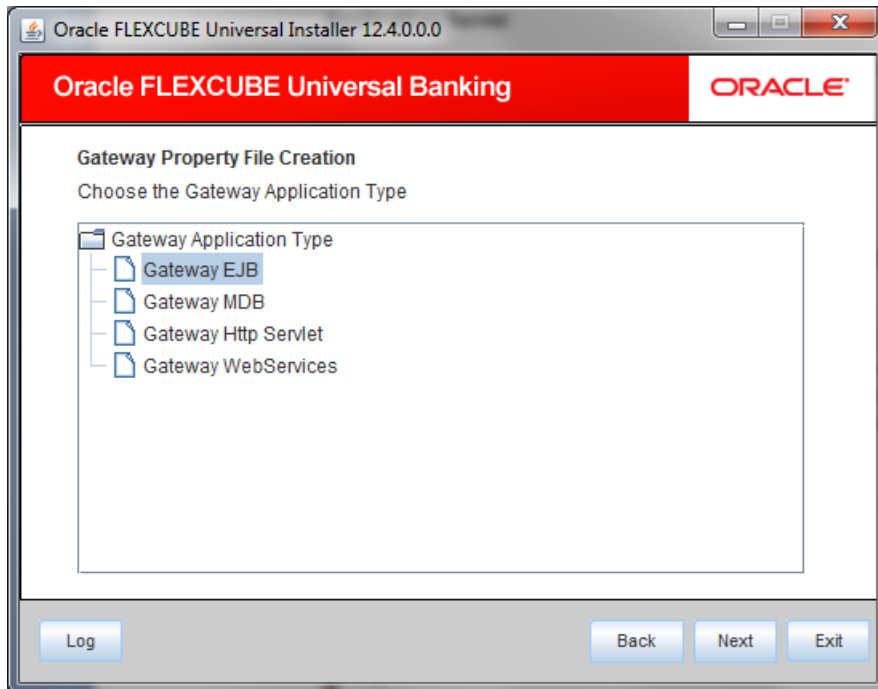 Oracle FLEXCUBE Universal Installer 12.4.0.0.0
Oracle FLEXCUBE Universal Banking
ORACLE
Gateway Property File Creation
Choose the Gateway Application Type
Gateway Application Type
Gateway EJB
Gateway MDB
Gateway Http Servlet
Gateway WebServices
Log
Back
Next
Exit